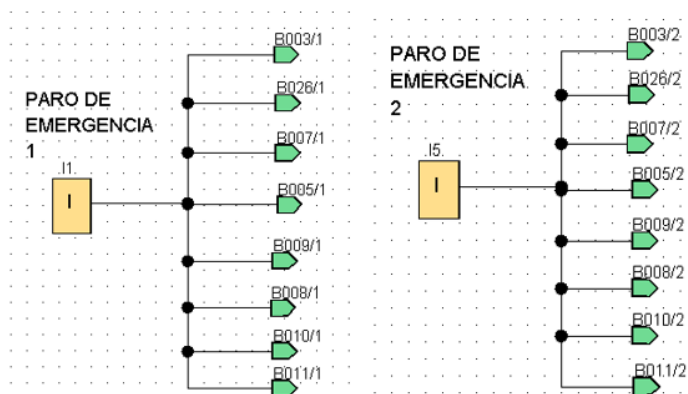 B003/1
B026/1
PARO DE
EMERGENCIA
1
B007/1
I1
I
B005/1
B009/1
B008/1
B010/1
B011/1
B003/2
PARO DE
EMERGENCIA
2
B026/2
B007/2
I5
I
B005/2
B009/2
B008/2
B010/2
B011/2